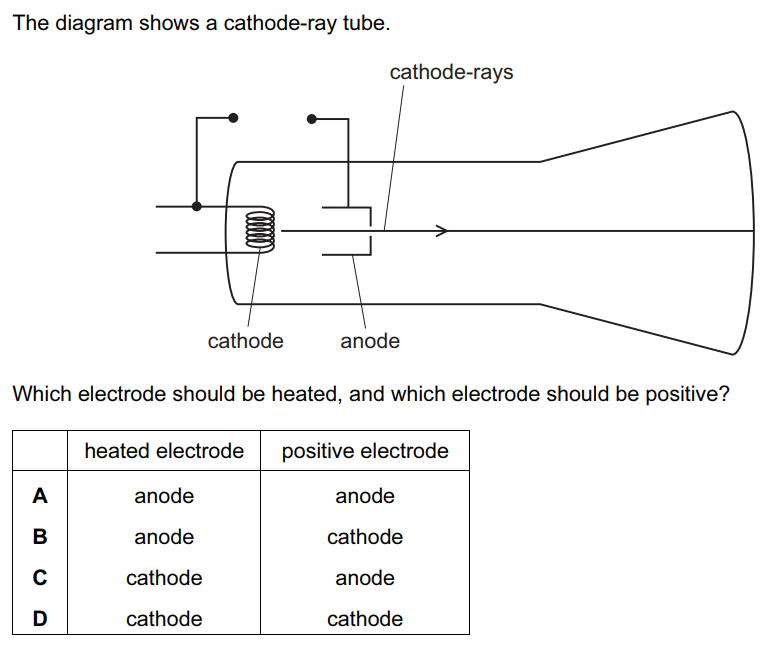 The diagram shows a cathode-ray tube.
cathode-rays
cathode
anode
Which electrode should be heated, and which electrode should be positive?
heated electrode positive electrode
A anode anode
B anode cathode
C cathode anode
D cathode cathode